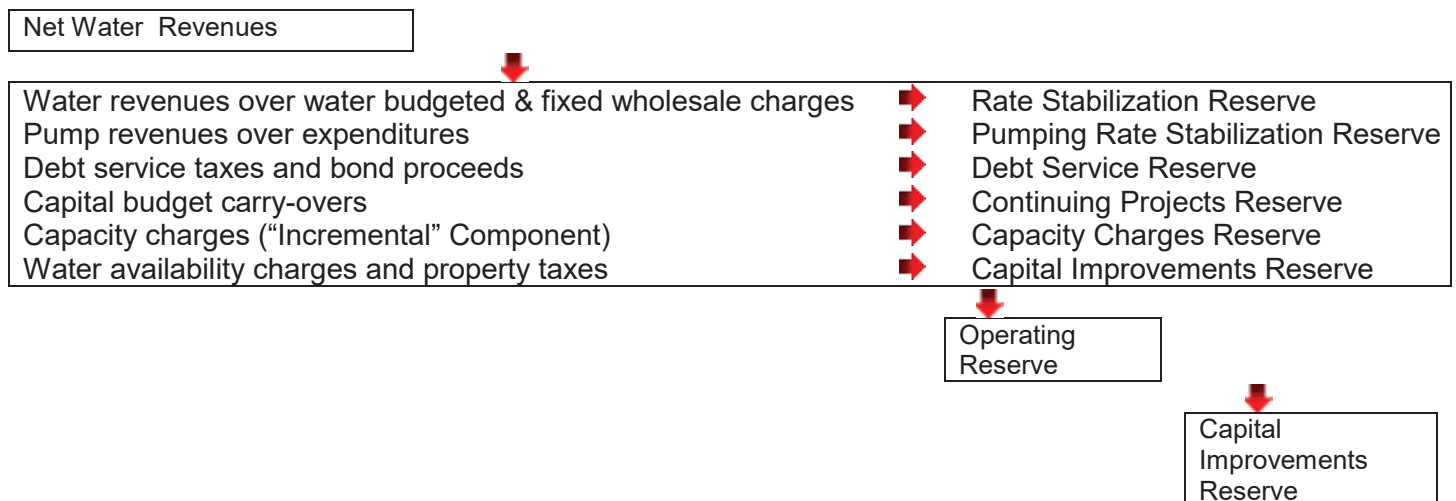 Net Water  Revenues
Water revenues over water budgeted & fixed wholesale charges Rate Stabilization Reserve
Pump revenues over expenditures Pumping Rate Stabilization Reserve
Debt service taxes and bond proceeds Debt Service Reserve
Capital budget carry-overs Continuing Projects Reserve
Capacity charges (“Incremental” Component) Capacity Charges Reserve
Water availability charges and property taxes Capital Improvements Reserve
Operating
Reserve
Capital
Improvements
Reserve